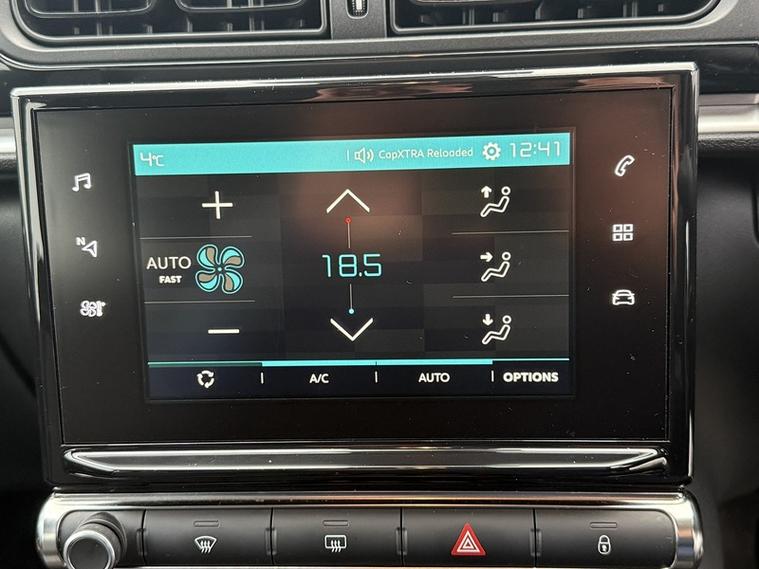 4°C CapXTRA Reloaded 12:41
N
AUTO
FAST
18.5
A/C AUTO OPTIONS